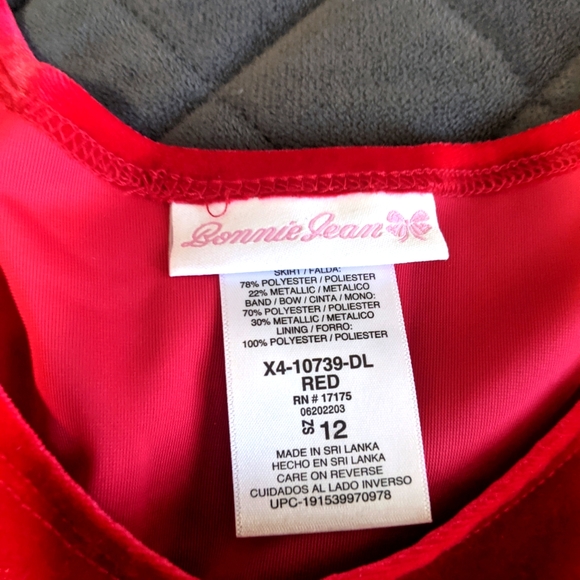 Bonnie Jean
SKIRT / FALDA:
78% POLYESTER / POLIESTER
22% METALLIC / METALICO
BAND / BOW / CINTA / MONO:
70% POLYESTER / POLIESTER
30% METALLIC / METALICO
LINING / FORRO:
100% POLYESTER / POLIESTER
X4-10739-DL
RED
RN # 17175
06202203
SZ 12
MADE IN SRI LANKA
HECHO EN SRI LANKA
CARE ON REVERSE
CUIDADOS AL LADO INVERSO
UPC-191539970978